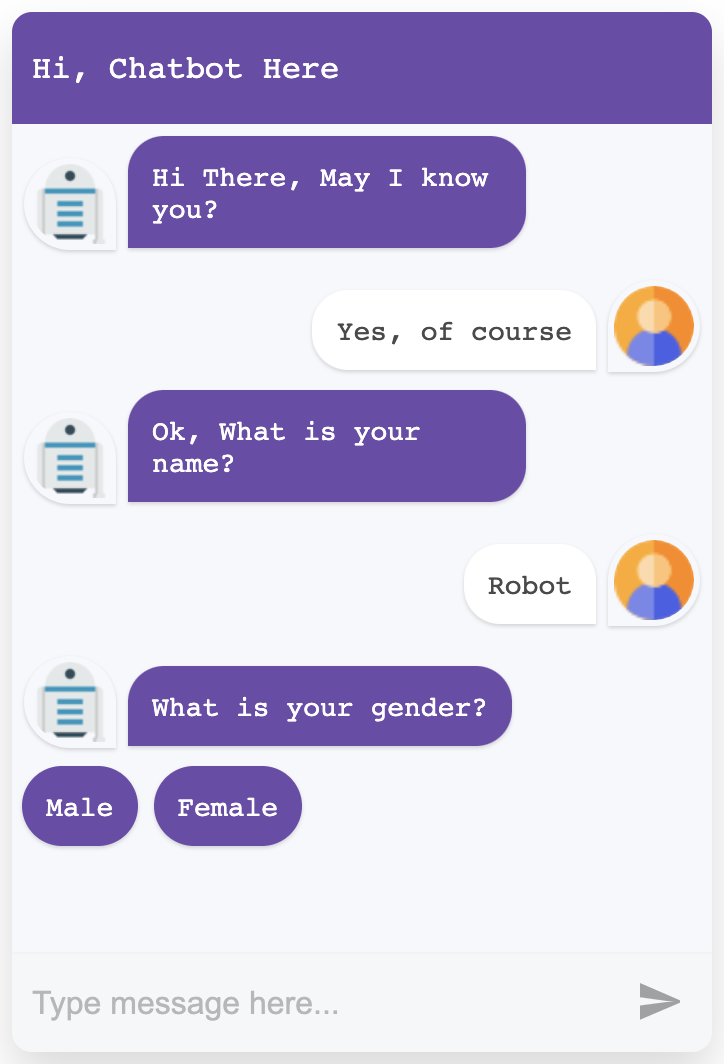 Hi, Chatbot Here
Hi There, May I know
you?
Yes, of course
Ok, What is your
name?
Robot
What is your gender?
Male
Female
Type message here...